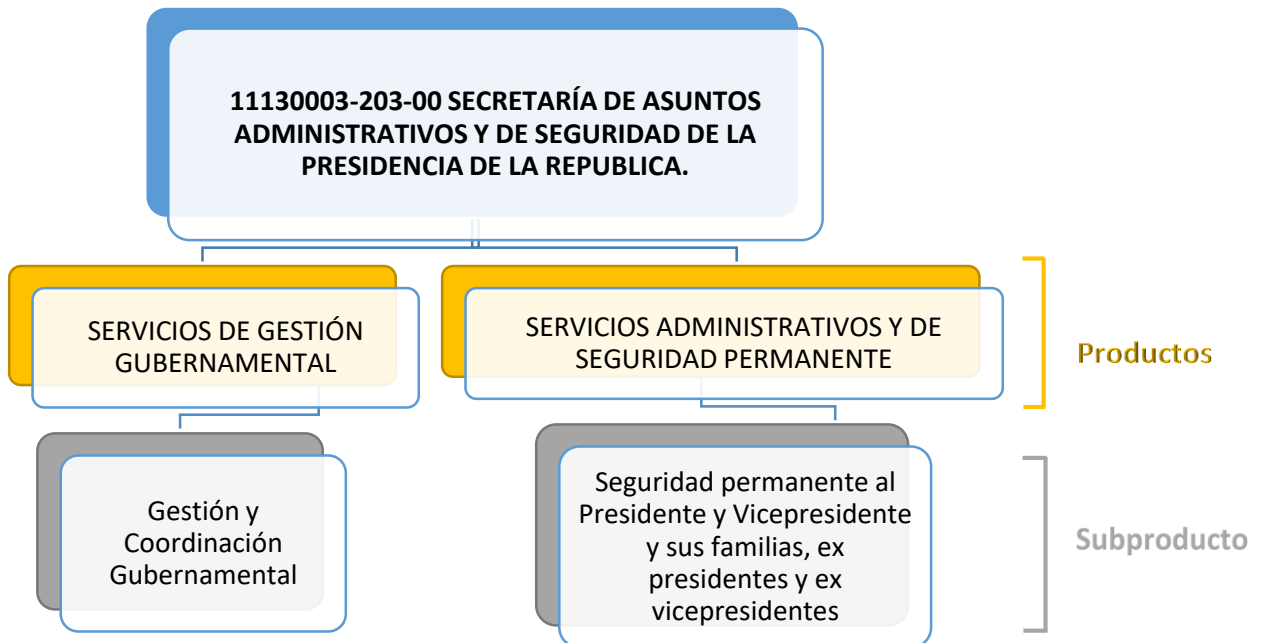 11130003-203-00 SECRETARÍA DE ASUNTOS
ADMINISTRATIVOS Y DE SEGURIDAD DE LA
PRESIDENCIA DE LA REPUBLICA.
SERVICIOS DE GESTIÓN
GUBERNAMENTAL
SERVICIOS ADMINISTRATIVOS Y DE
SEGURIDAD PERMANENTE
Productos
Gestión y
Coordinación
Gubernamental
Seguridad permanente al
Presidente y Vicepresidente
y sus familias, ex
presidentes y ex
vicepresidentes
Subproducto